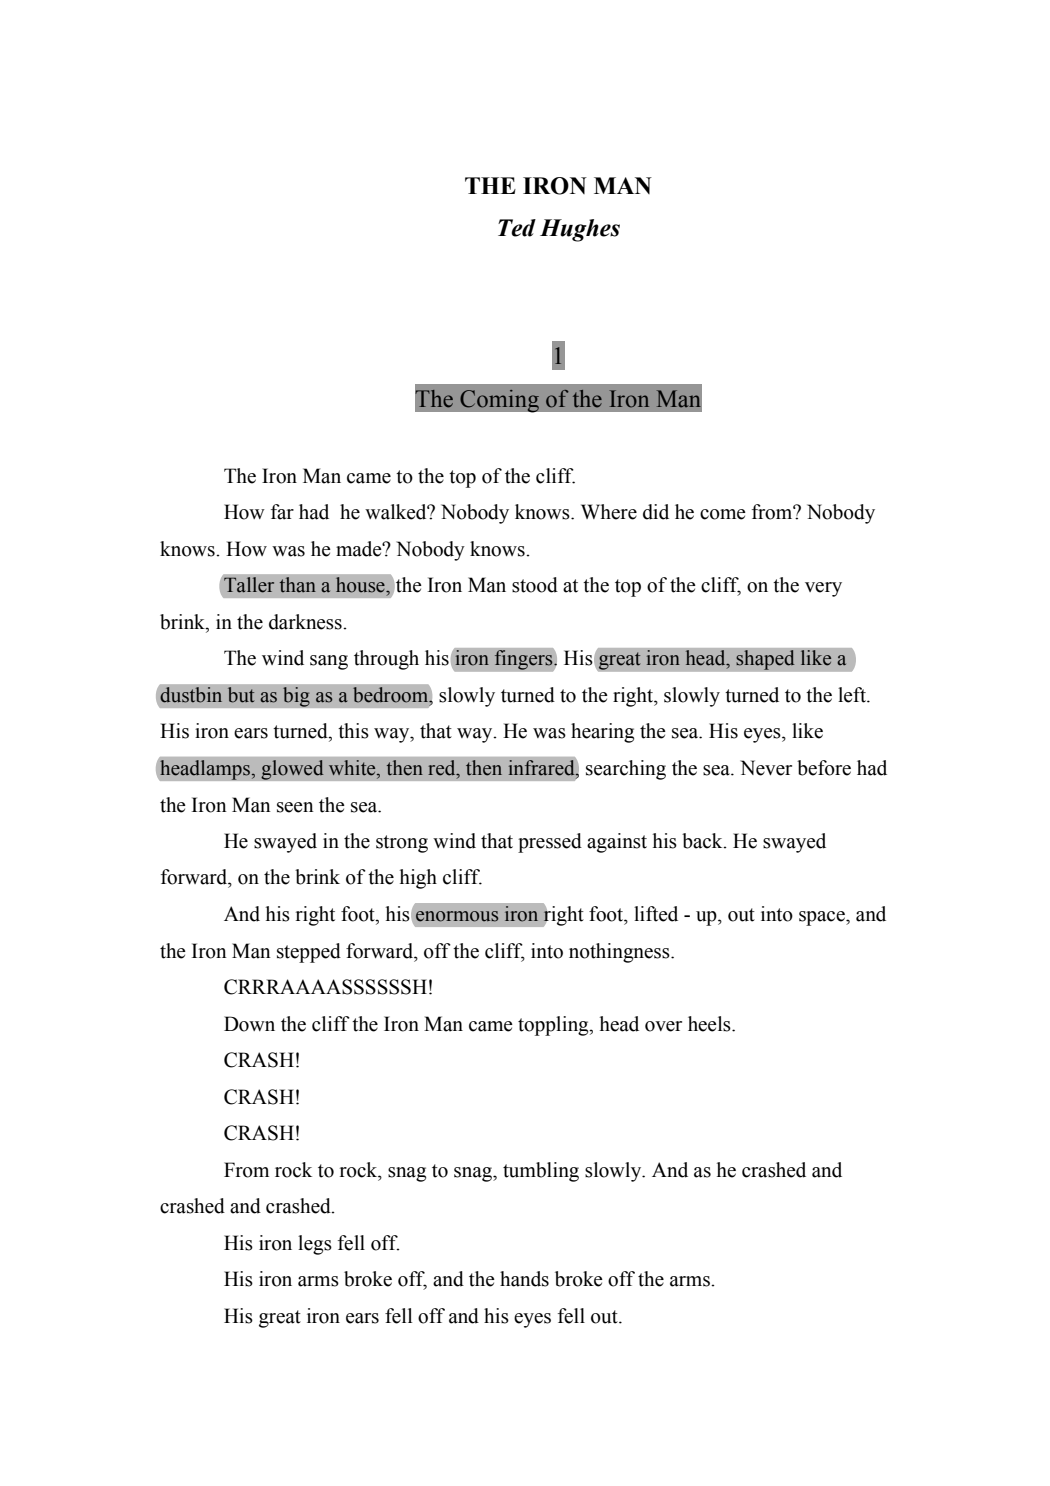 THE IRON MAN
Ted Hughes
1
The Coming of the Iron Man
The Iron Man came to the top of the cliff.
How far had  he walked? Nobody knows. Where did he come from? Nobody
knows. How was he made? Nobody knows.
Taller than a house, the Iron Man stood at the top of the cliff, on the very
brink, in the darkness.
The wind sang through his iron fingers. His great iron head, shaped like a
dustbin but as big as a bedroom, slowly turned to the right, slowly turned to the left.
His iron ears turned, this way, that way. He was hearing the sea. His eyes, like
headlamps, glowed white, then red, then infrared, searching the sea. Never before had
the Iron Man seen the sea.
He swayed in the strong wind that pressed against his back. He swayed
forward, on the brink of the high cliff.
And his right foot, his enormous iron right foot, lifted - up, out into space, and
the Iron Man stepped forward, off the cliff, into nothingness.
CRRRAAAASSSSSSH!
Down the cliff the Iron Man came toppling, head over heels.
CRASH!
CRASH!
CRASH!
From rock to rock, snag to snag, tumbling slowly. And as he crashed and
crashed and crashed.
His iron legs fell off.
His iron arms broke off, and the hands broke off the arms.
His great iron ears fell off and his eyes fell out.